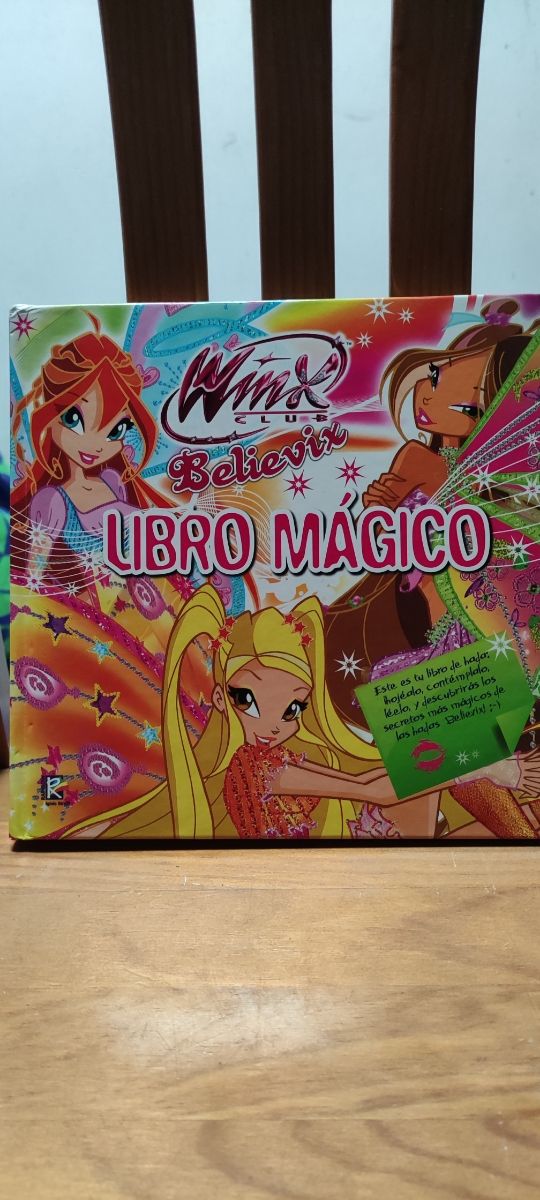 Winx
CLUB
Believix
LIBRO MÁGICO
Este es tu libro de hadas,
¡hojéalo, contémplalo,
léelo, y descubrirás los
secretos más mágicos de
las hadas Believix! ;-)
R